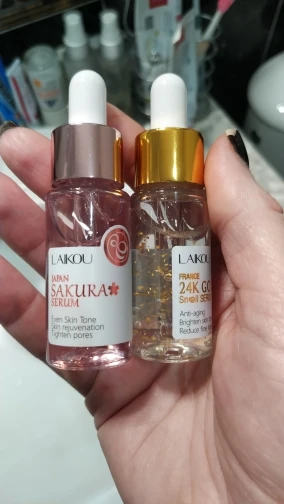 LAIKOU
JAPAN
SAKURA
SERUM
Even Skin Tone
Skin rejuvenation
Tighten pores
LAIKOU
FRANCE
24K GO
Snail SER
Anti-aging
Brighten skin
Reduce fine